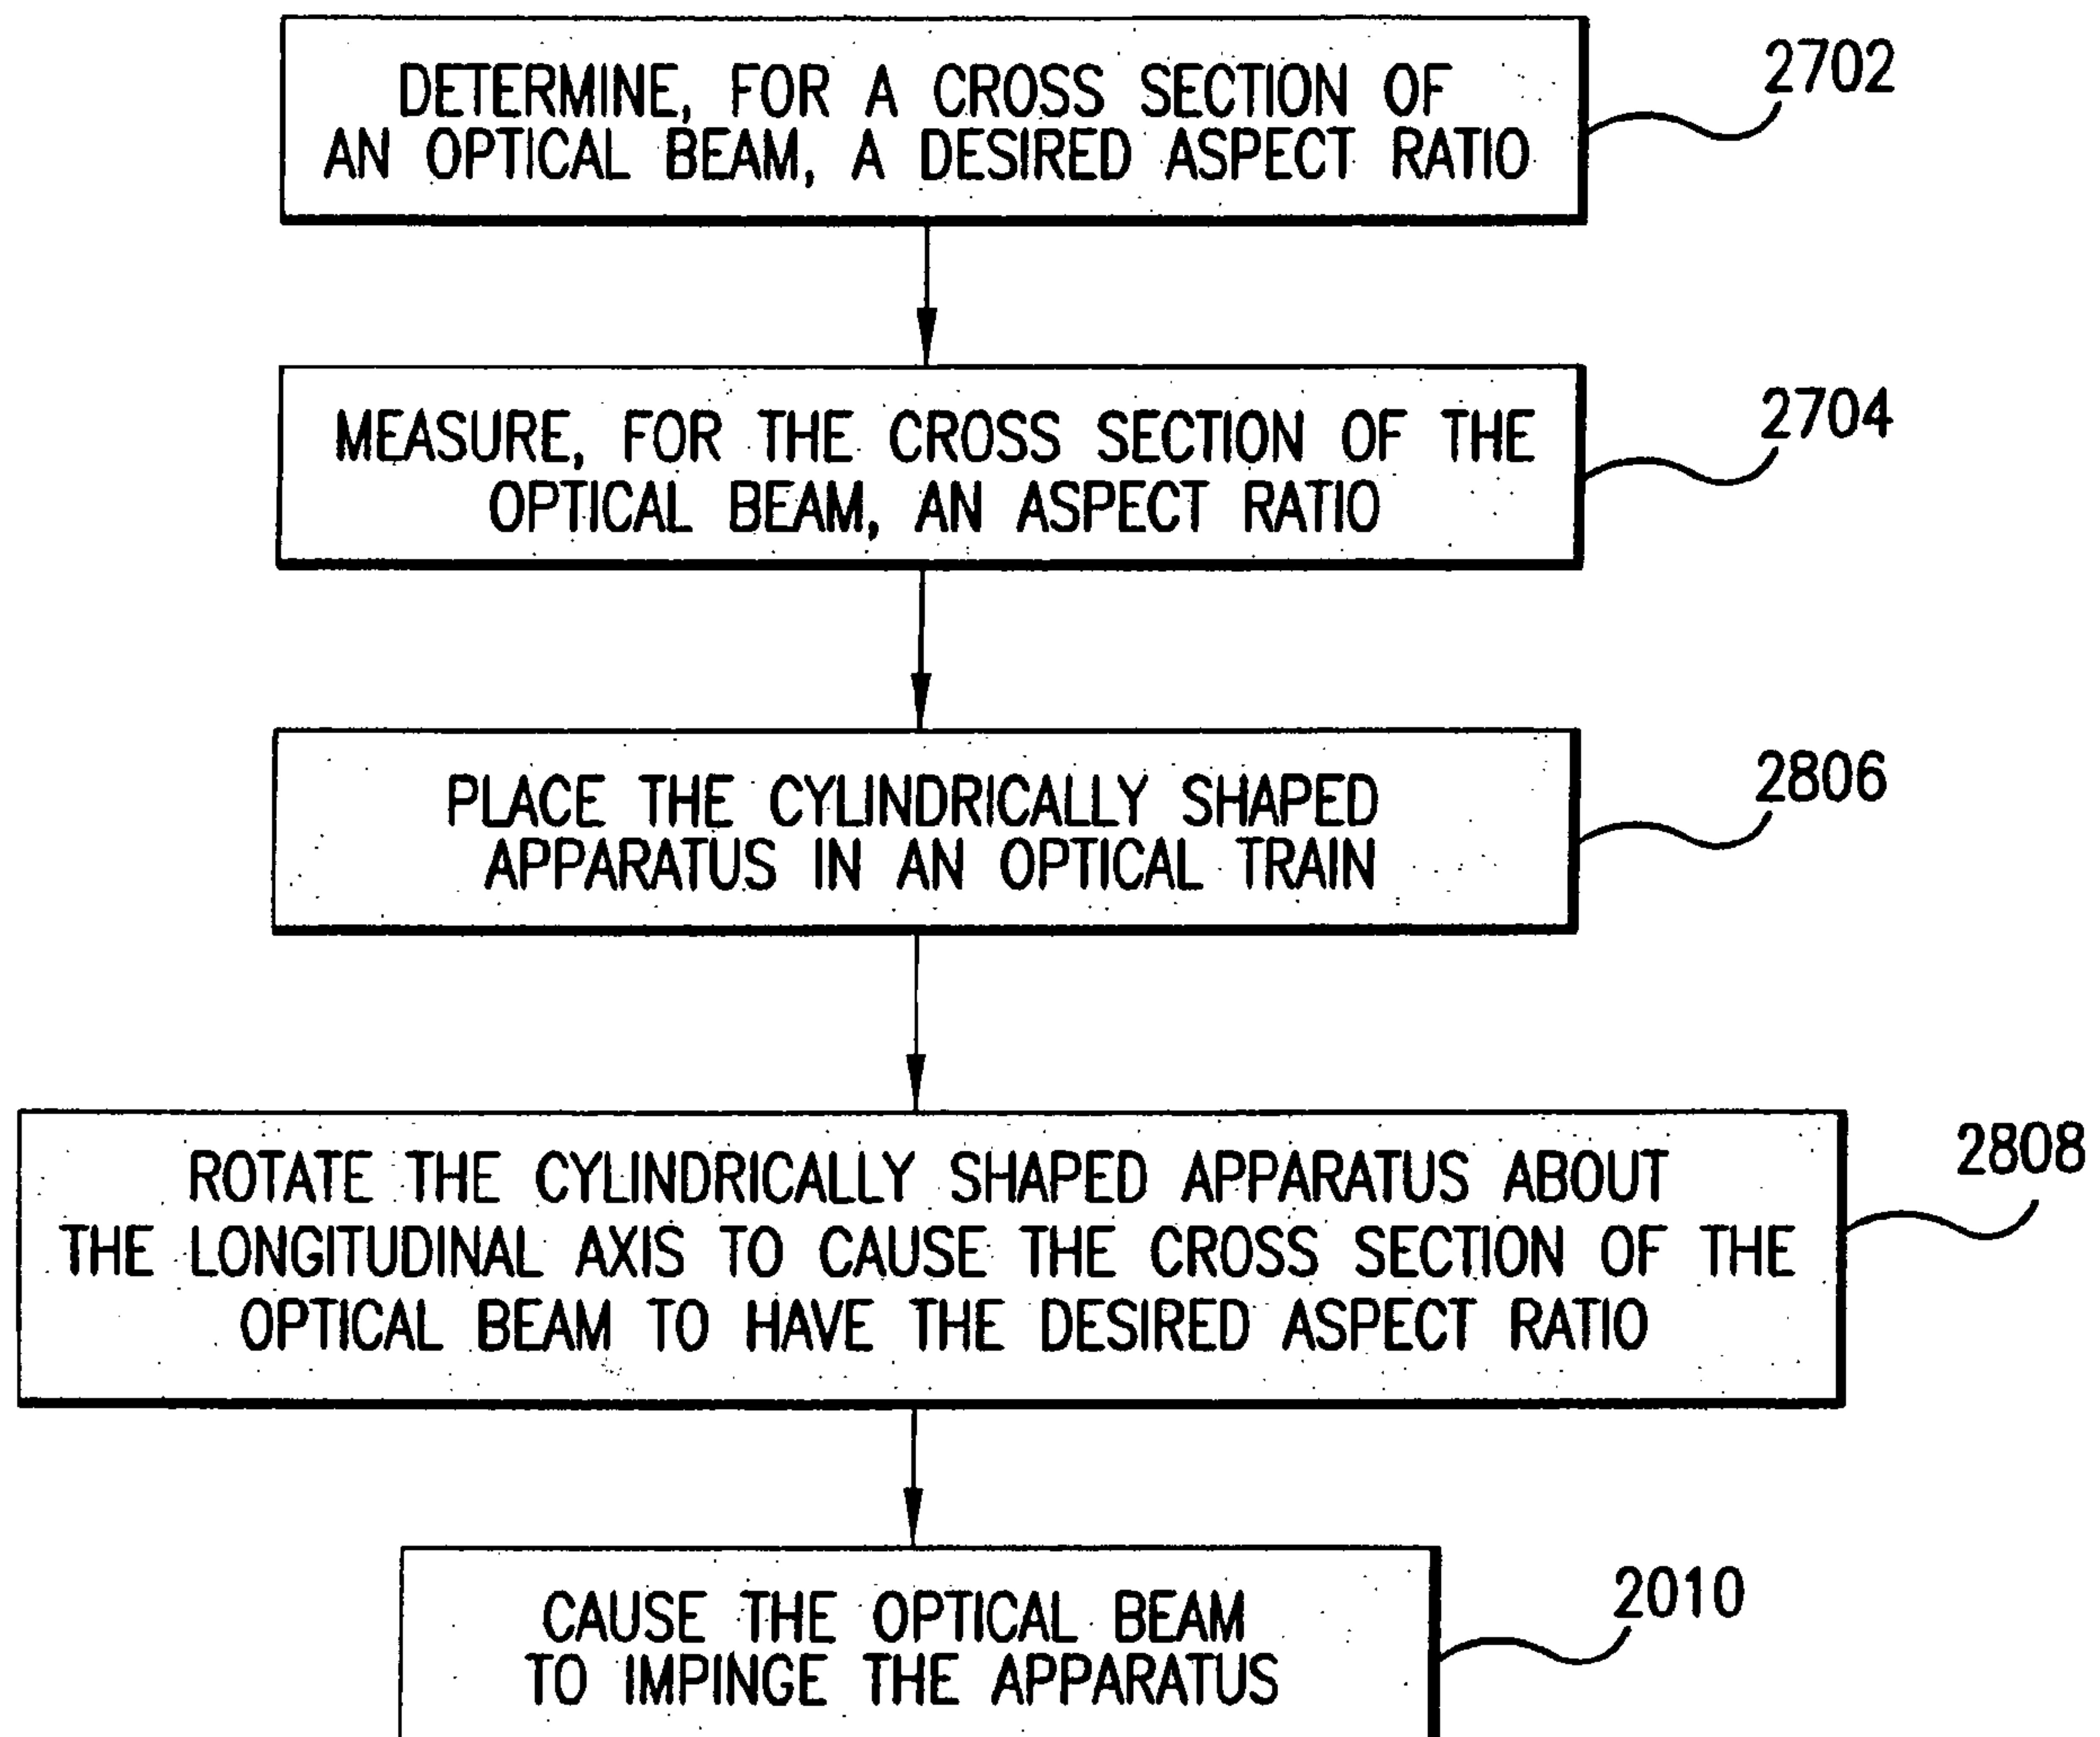 DETERMINE, FOR A CROSS SECTION OF
AN OPTICAL BEAM, A DESIRED ASPECT RATIO
2702
MEASURE, FOR THE CROSS SECTION OF THE
OPTICAL BEAM, AN ASPECT RATIO
2704
PLACE THE CYLINDRICALLY SHAPED
APPARATUS IN AN OPTICAL TRAIN
2806
ROTATE THE CYLINDRICALLY SHAPED APPARATUS ABOUT
THE LONGITUDINAL AXIS TO CAUSE THE CROSS SECTION OF THE
OPTICAL BEAM TO HAVE THE DESIRED ASPECT RATIO
2808
CAUSE THE OPTICAL BEAM
TO IMPINGE THE APPARATUS
2010